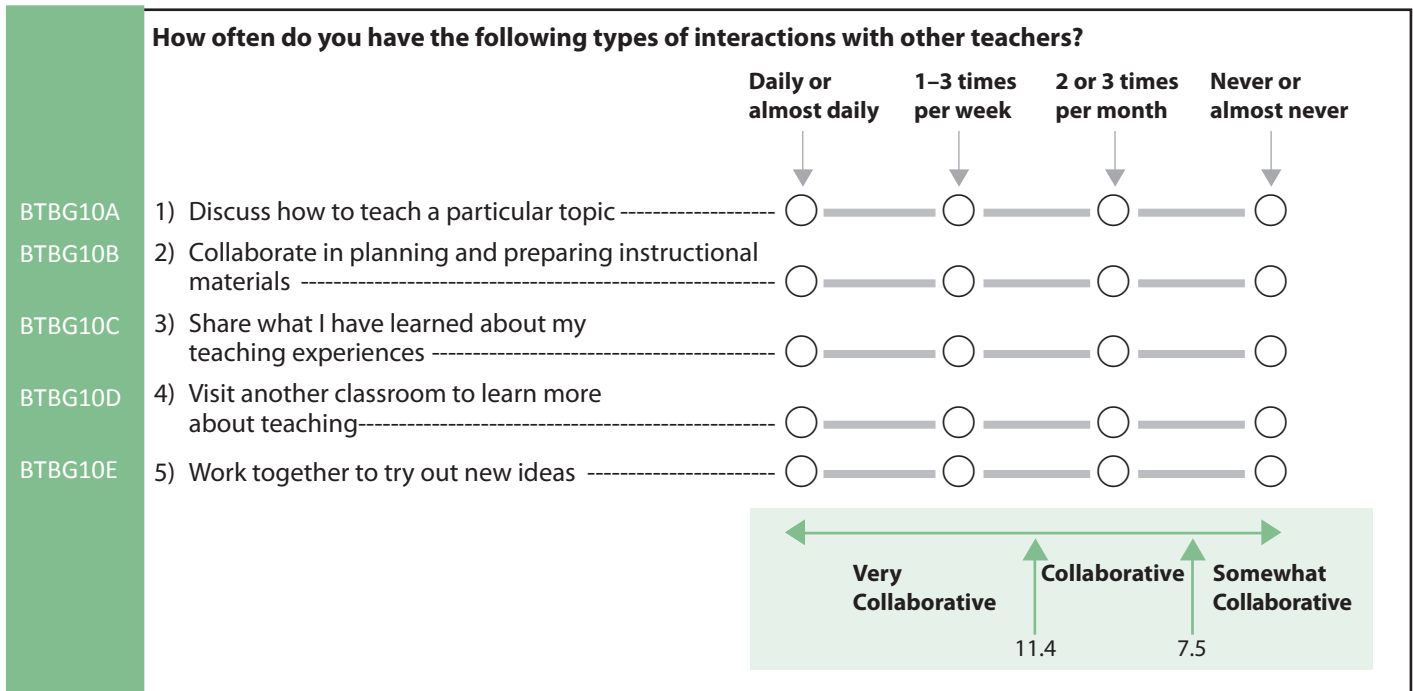 How often do you have the following types of interactions with other teachers?
Daily or almost daily
1–3 times per week
2 or 3 times per month
Never or almost never
BTBG10A 1) Discuss how to teach a particular topic
BTBG10B 2) Collaborate in planning and preparing instructional
materials
BTBG10C 3) Share what I have learned about my
teaching experiences
BTBG10D 4) Visit another classroom to learn more
about teaching
BTBG10E 5) Work together to try out new ideas
Very Collaborative
Collaborative
Somewhat Collaborative
11.4 7.5